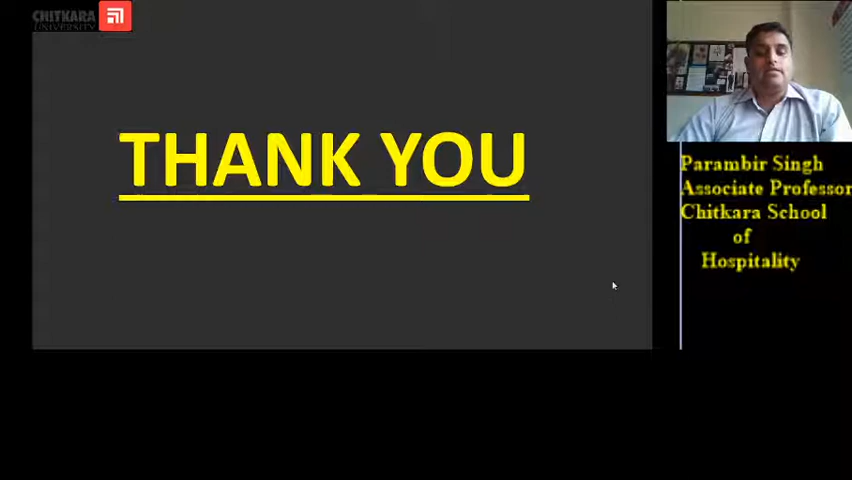 CHITKARA
UNIVERSITY
THANK YOU
Parambir Singh
Associate Professor
Chitkara School
of
Hospitality